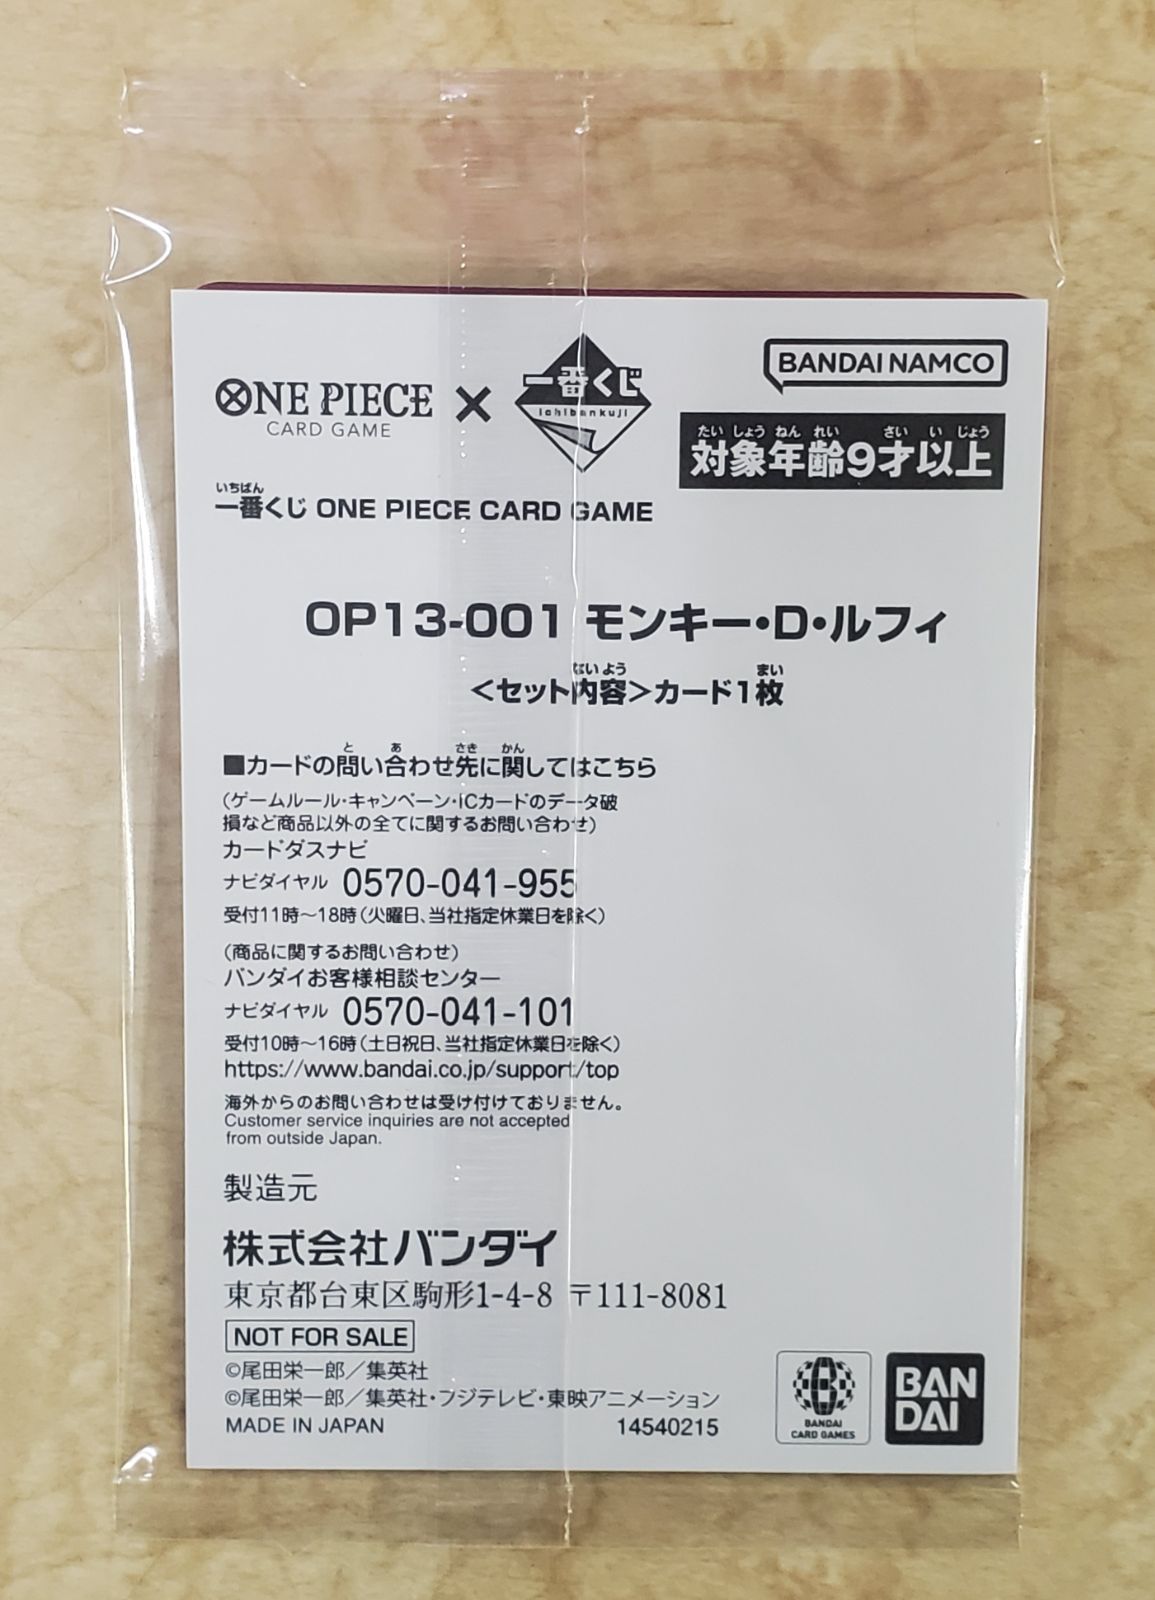 ONE PIECE
CARD GAME
×
一番くじ
ichibankuji
BANDAI NAMCO
たいしょうねんれい さいいじょう
対象年齢9才以上
いちばん
一番くじ ONE PIECE CARD GAME
OP13-001 モンキー・D・ルフィ
ないよう まい
＜セット内容＞カード1枚
と あ さき かん
■カードの問い合わせ先に関してはこちら
（ゲームルール・キャンペーン・ICカードのデータ破
損など商品以外の全てに関するお問い合わせ）
カードダスナビ
ナビダイヤル 0570-041-955
受付11時～18時（火曜日、当社指定休業日を除く）
（商品に関するお問い合わせ）
バンダイお客様相談センター
ナビダイヤル 0570-041-101
受付10時～16時（土日祝日、当社指定休業日を除く）
https://www.bandai.co.jp/support/top
海外からのお問い合わせは受け付けておりません。
Customer service inquiries are not accepted
from outside Japan.
製造元
株式会社バンダイ
東京都台東区駒形1-4-8 〒111-8081
NOT FOR SALE
©尾田栄一郎／集英社
©尾田栄一郎／集英社・フジテレビ・東映アニメーション
MADE IN JAPAN 14540215
BANDAI
CARD GAMES
BAN
DAI